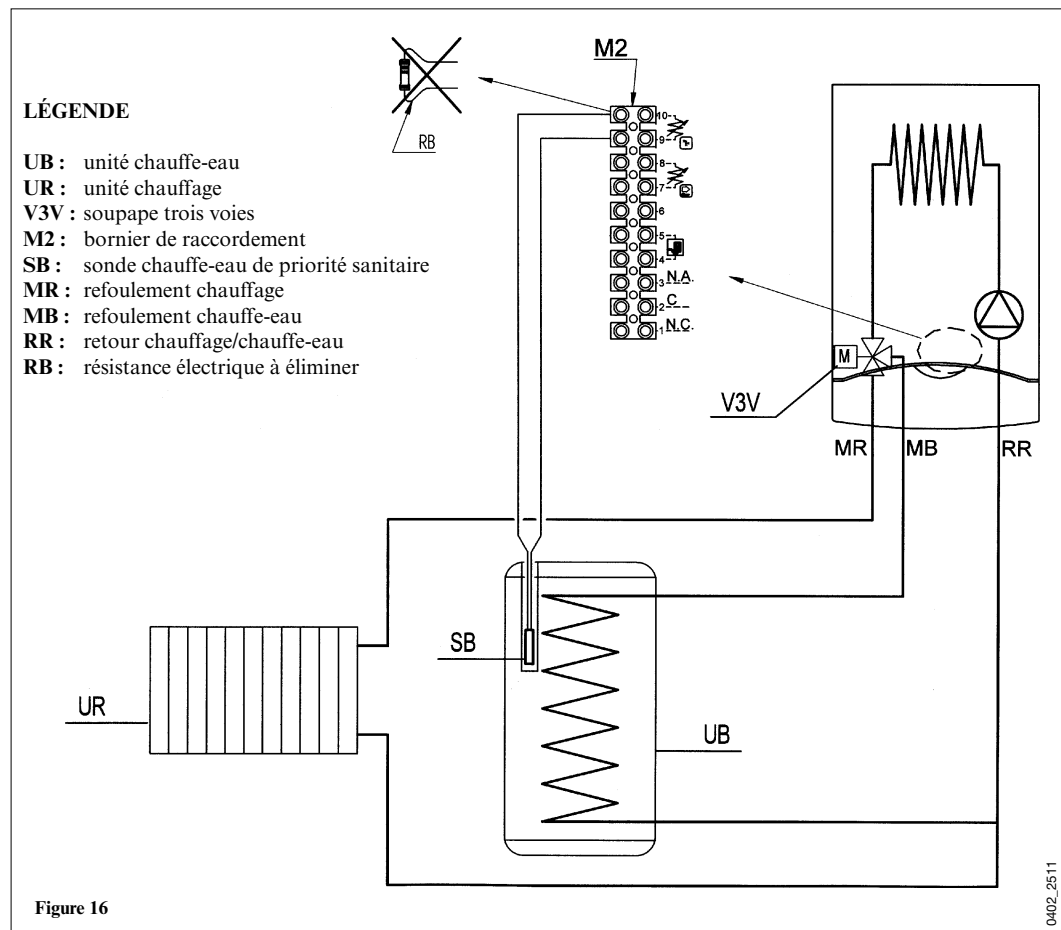 RB
M2
LÉGENDE
UB : unité chauffe-eau
UR : unité chauffage
V3V : soupape trois voies
M2 : bornier de raccordement
SB : sonde chauffe-eau de priorité sanitaire
MR : refoulement chauffage
MB : refoulement chauffe-eau
RR : retour chauffage/chauffe-eau
RB : résistance électrique à éliminer
10
9
8
7
6
5
4
3 N.A.
2 C
1 N.C.
M
V3V
MR
MB
RR
SB
UR
UB
Figure 16
0402_2511